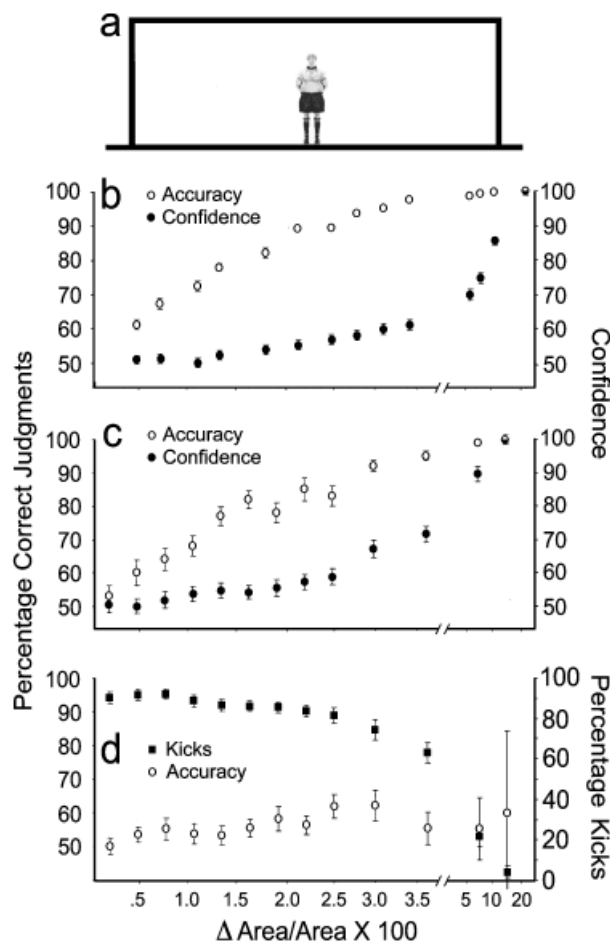 a
b
Accuracy
Confidence
100
90
80
70
60
50
100
90
80
70
60
50
c
Accuracy
Confidence
100
90
80
70
60
50
100
90
80
70
60
50
d
Kicks
Accuracy
100
90
80
70
60
50
100
80
60
40
20
0
Percentage Correct Judgments
Confidence
Percentage Kicks
.5 1.0 1.5 2.0 2.5 3.0 3.5 5 10 20
Δ Area/Area X 100